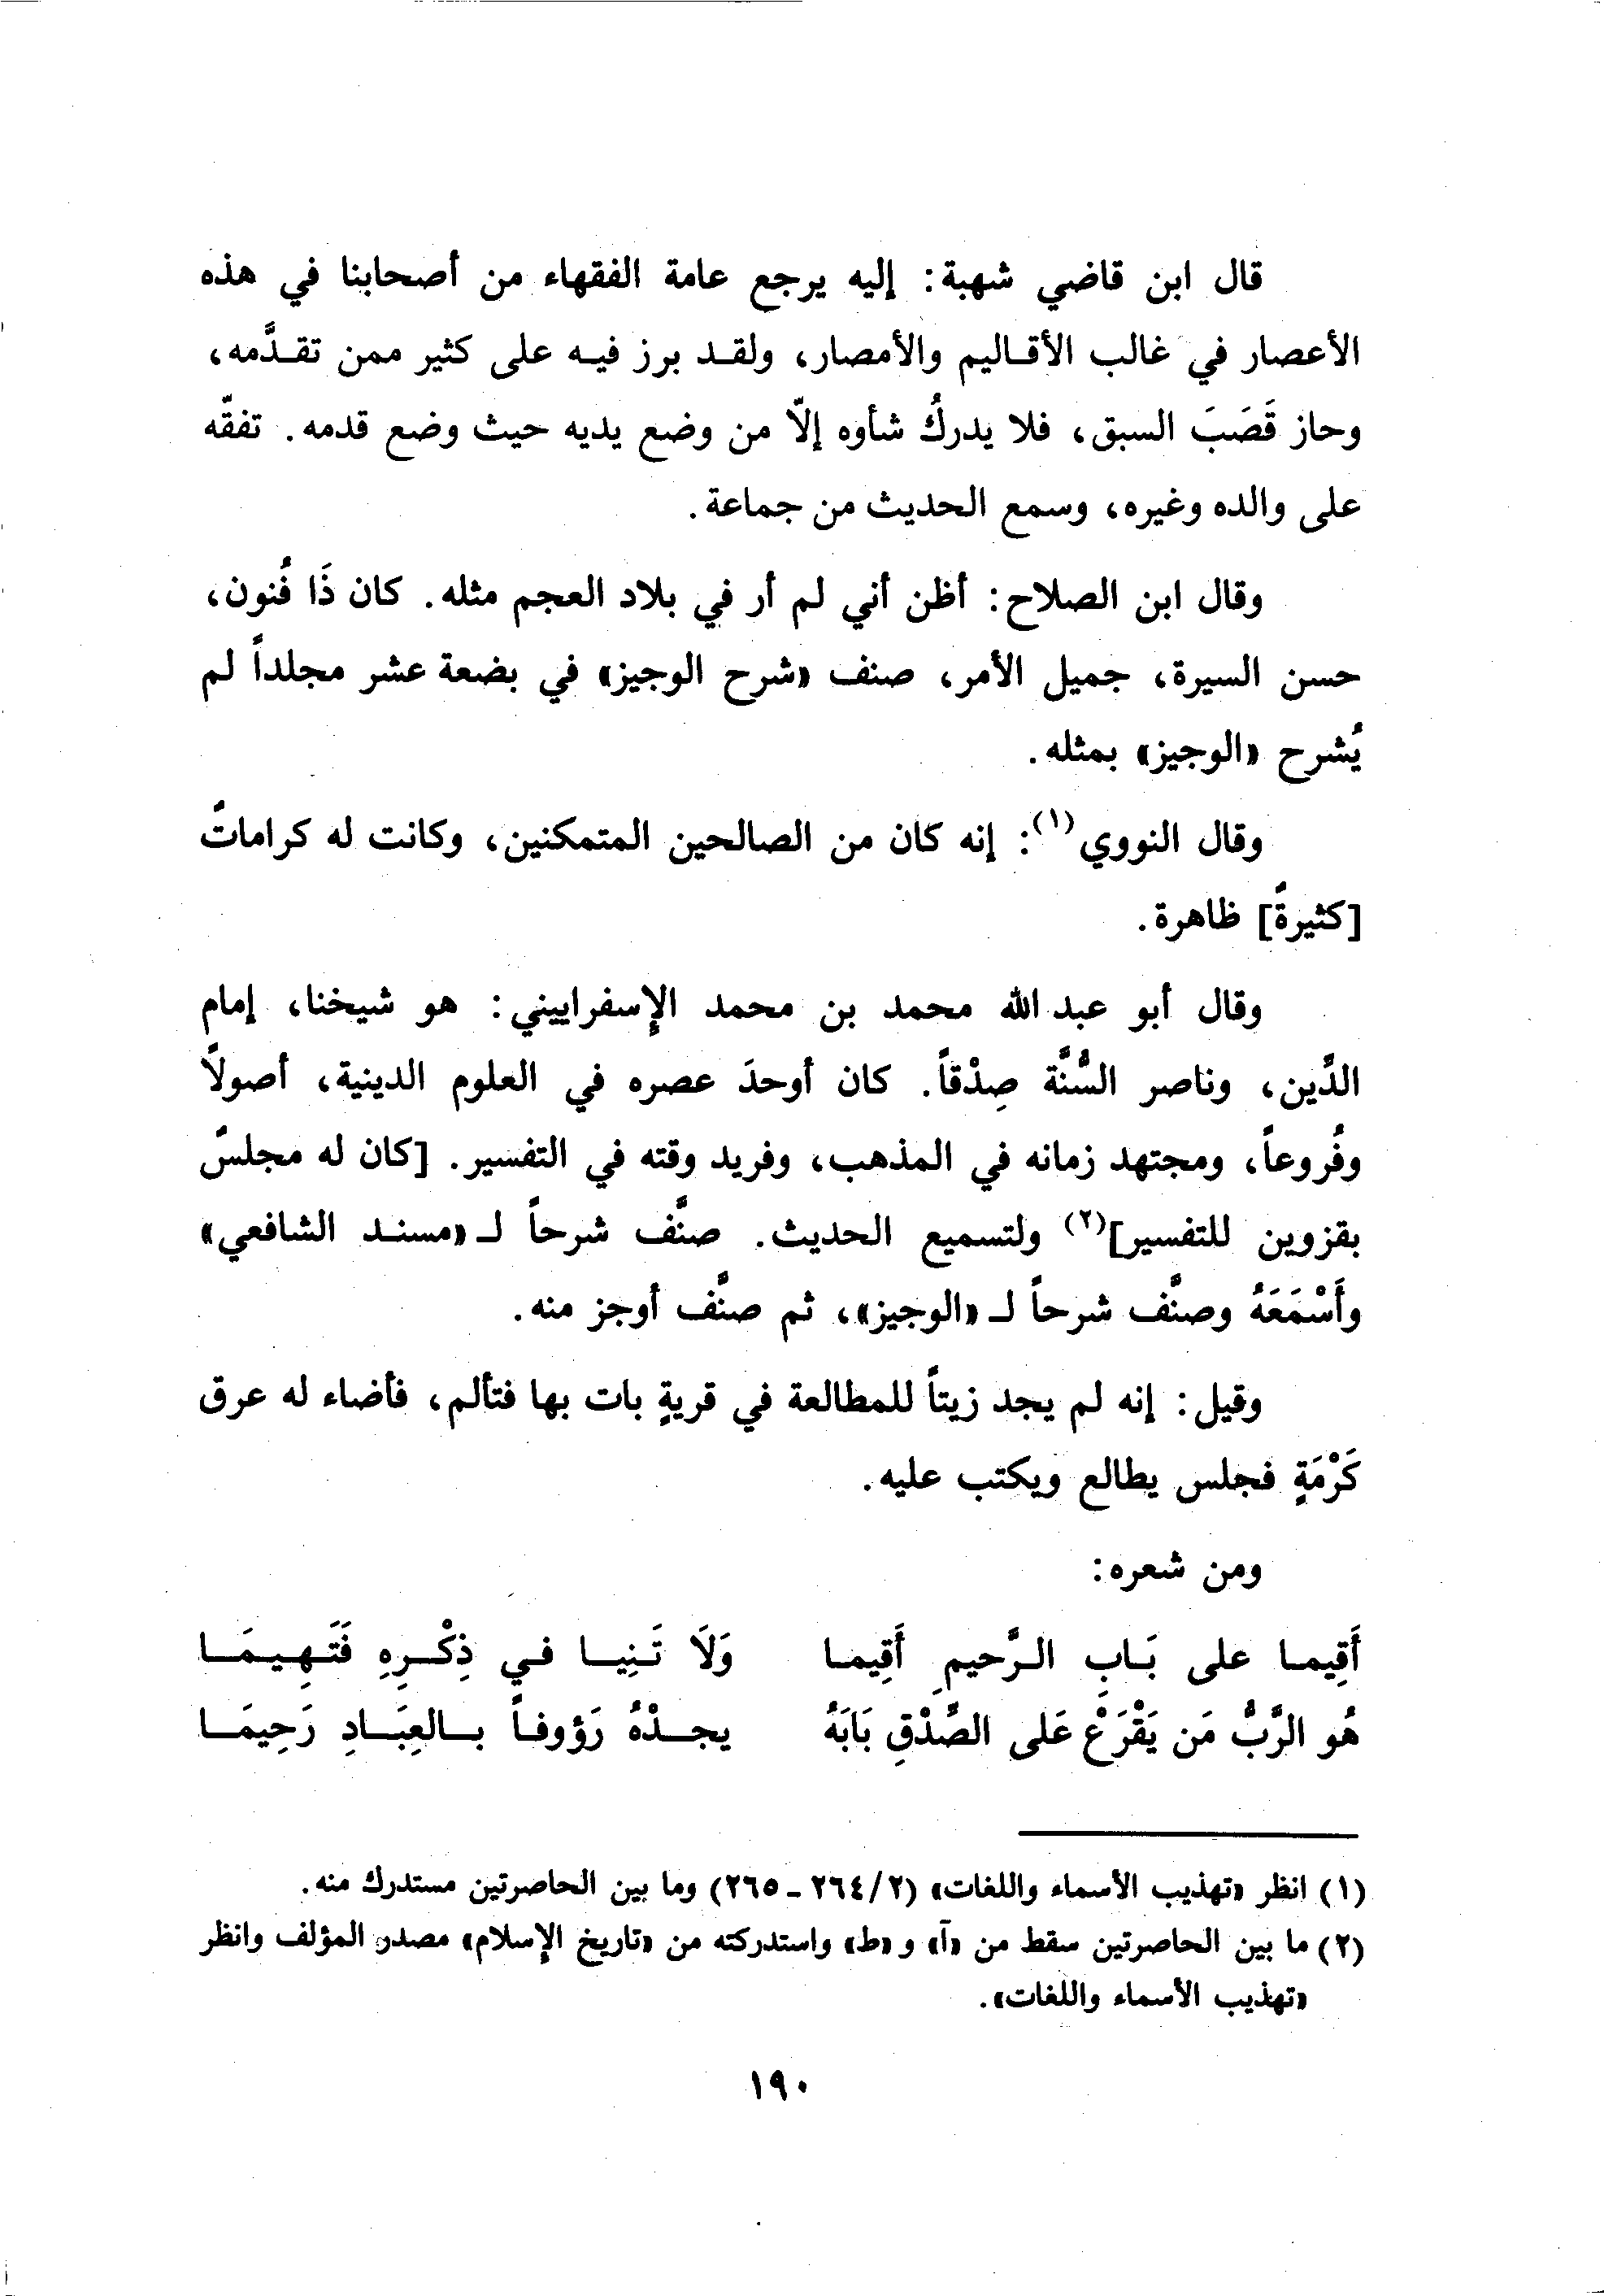 قال ابن قاضي شهبة: إليه يرجع عامة الفقهاء من أصحابنا في هذه
الأعصار في غالب الأقاليم والأمصار، ولقد برز فيه على كثير ممن تقدَّمه،
وحاز قَصَبَ السبق، فلا يدركُ شأوه إلّا من وضع يديه حيث وضع قدمه. تفقّه
على والده وغيره، وسمع الحديث من جماعة.
وقال ابن الصلاح: أظن أني لم أر في بلاد العجم مثله. كان ذَا فُنون،
حسن السيرة، جميل الأمر، صنف «شرح الوجيز» في بضعة عشر مجلداً لم
يُشرح «الوجيز» بمثله.
وقال النووي(١): إنه كان من الصالحين المتمكنين، وكانت له كراماتٌ
[كثيرةٌ] ظاهرة.
وقال أبو عبد الله محمد بن محمد الإسفراييني: هو شيخنا، إمام
الدِّين، وناصر السُّنَّة صِدْقاً. كان أوحدَ عصره في العلوم الدينية، أصولاً
وفُروعاً، ومجتهد زمانه في المذهب، وفريد وقته في التفسير. [كان له مجلسٌ
بقزوين للتفسير](٢) ولتسميع الحديث. صنَّف شرحاً لـ «مسند الشافعي»
وأَسْمَعَهُ وصنَّف شرحاً لـ «الوجيز»، ثم صنَّف أوجز منه.
وقيل: إنه لم يجد زيتاً للمطالعة في قريةٍ بات بها فتألم، فأضاء له عرق
كَرْمَةٍ فجلس يطالع ويكتب عليه.
ومن شعره:
أَقِيما على بَابِ الرَّحيمِ أَقِيما وَلَا تَنِيا في ذِكْرِهِ فَتَهِيمَا
هُو الرَّبُّ مَن يَقْرَعْ عَلى الصِّدْقِ بَابَهُ يجدْهُ رَؤوفاً بالعِبَادِ رَحِيمَا
(١) انظر «تهذيب الأسماء واللغات» (٢/٢٦٤ ـ ٢٦٥) وما بين الحاصرتين مستدرك منه.
(٢) ما بين الحاصرتين سقط من «آ» و «ط» واستدركته من «تاريخ الإسلام» مصدر المؤلف وانظر
«تهذيب الأسماء واللغات».
١٩٠